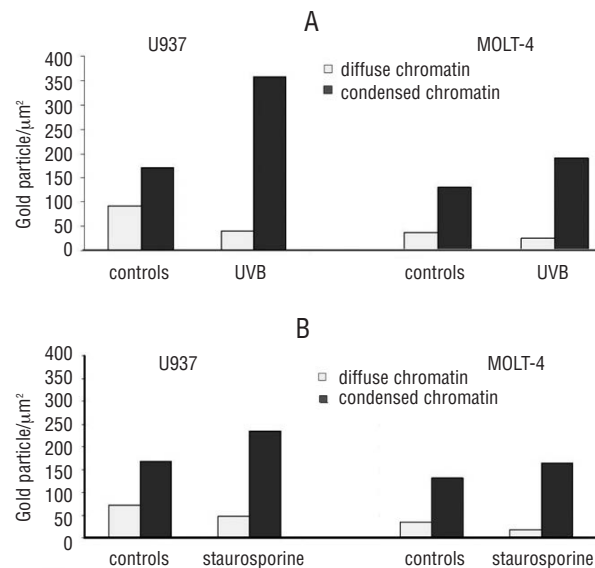 A
U937
MOLT-4
diffuse chromatin
condensed chromatin
Gold particle/µm²
400
350
300
250
200
150
100
50
0
controls
UVB
controls
UVB
B
U937
MOLT-4
diffuse chromatin
condensed chromatin
Gold particle/µm²
400
350
300
250
200
150
100
50
0
controls
staurosporine
controls
staurosporine